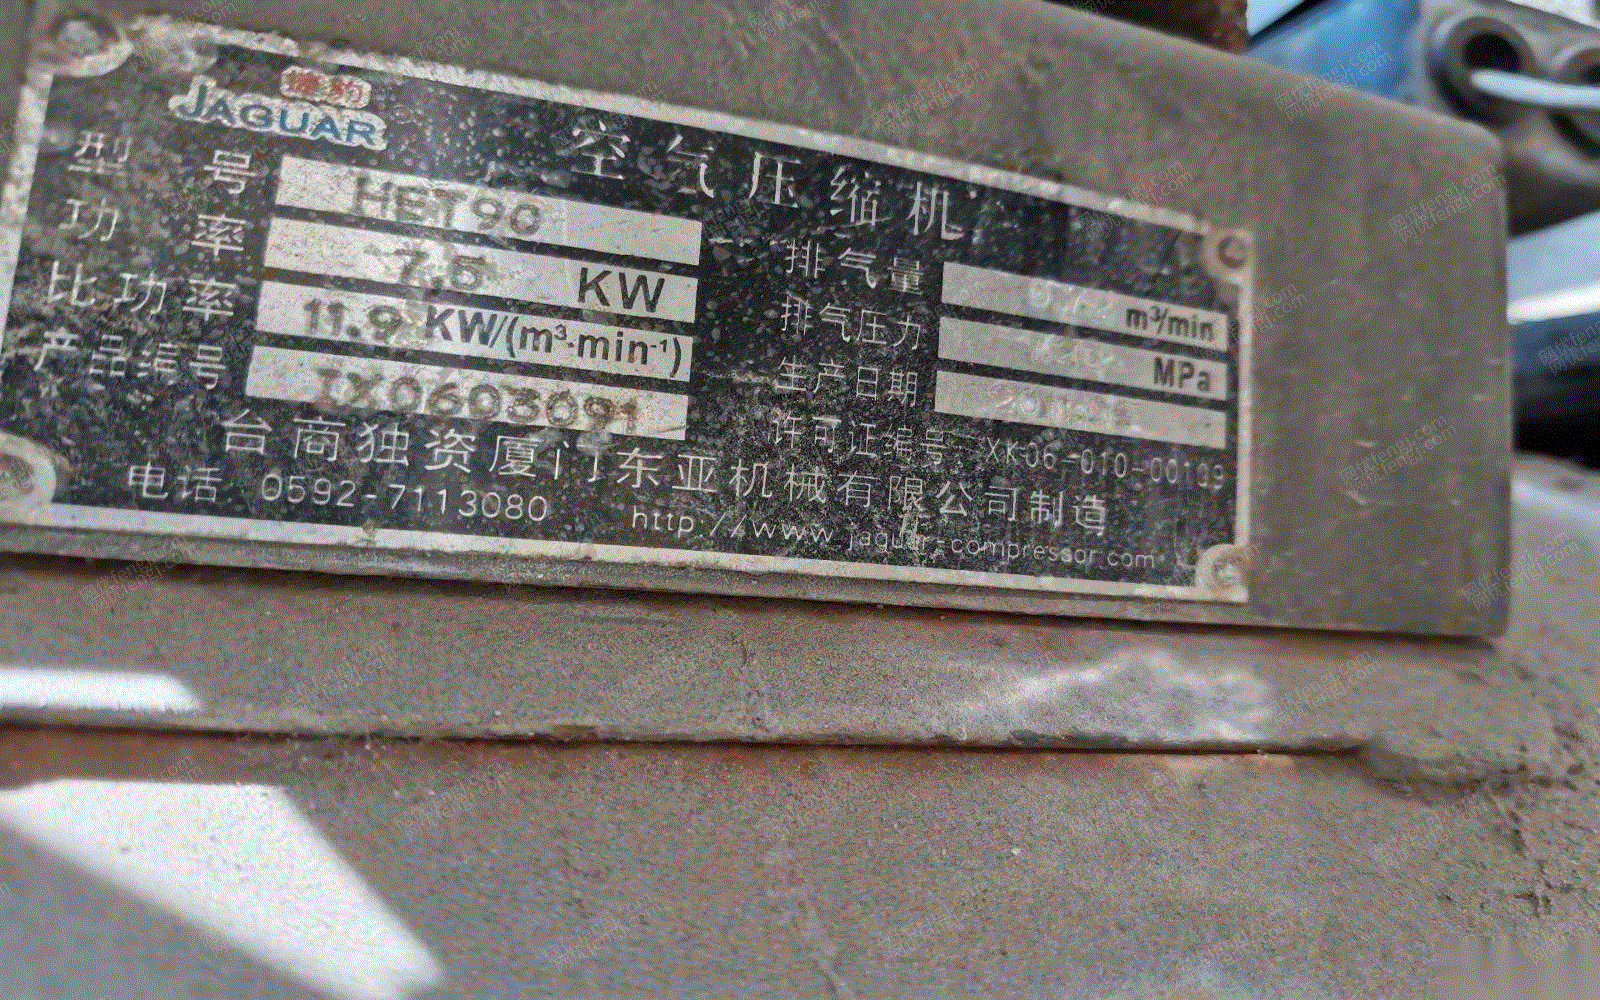 捷豹
JAGUAR
空气压缩机
型号 HET90
功率 7.5 KW
比功率 11.9 KW/(m³·min⁻¹)
产品编号 IX0603091
排气量 m³/min
排气压力 MPa
生产日期
许可证编号: XK06-010-00199
台商独资厦门东亚机械有限公司制造
电话 0592-7113080 http://www.jaguar-compressor.com